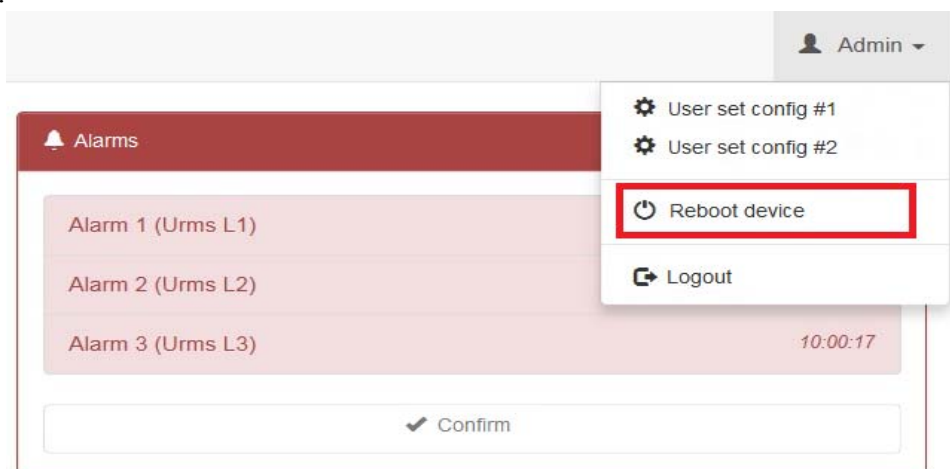 Admin
User set config #1
User set config #2
Reboot device
Logout
Alarms
Alarm 1 (Urms L1)
Alarm 2 (Urms L2)
Alarm 3 (Urms L3) 10:00:17
Confirm